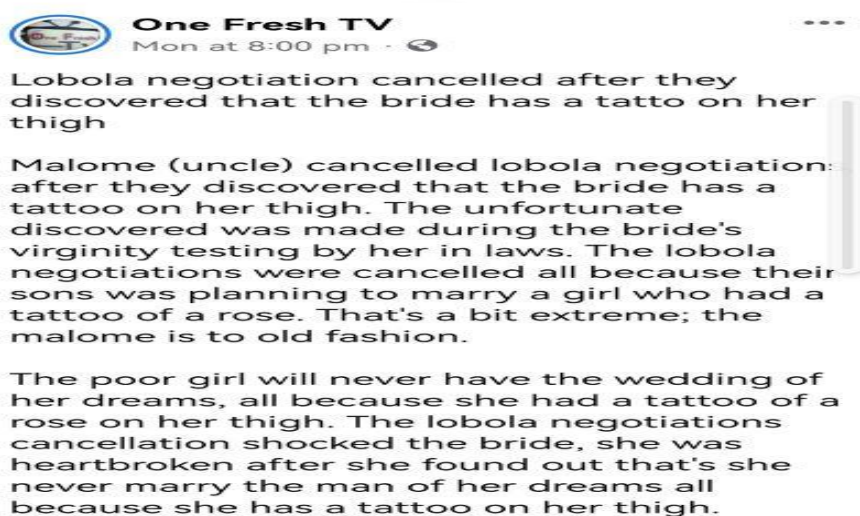 One Fresh TV
Mon at 8:00 pm ·
Lobola negotiation cancelled after they
discovered that the bride has a tatto on her
thigh
Malome (uncle) cancelled lobola negotiations
after they discovered that the bride has a
tattoo on her thigh. The unfortunate
discovered was made during the bride's
virginity testing by her in laws. The lobola
negotiations were cancelled all because their
sons was planning to marry a girl who had a
tattoo of a rose. That's a bit extreme; the
malome is to old fashion.
The poor girl will never have the wedding of
her dreams, all because she had a tattoo of a
rose on her thigh. The lobola negotiations
cancellation shocked the bride, she was
heartbroken after she found out that's she
never marry the man of her dreams all
because she has a tattoo on her thigh.